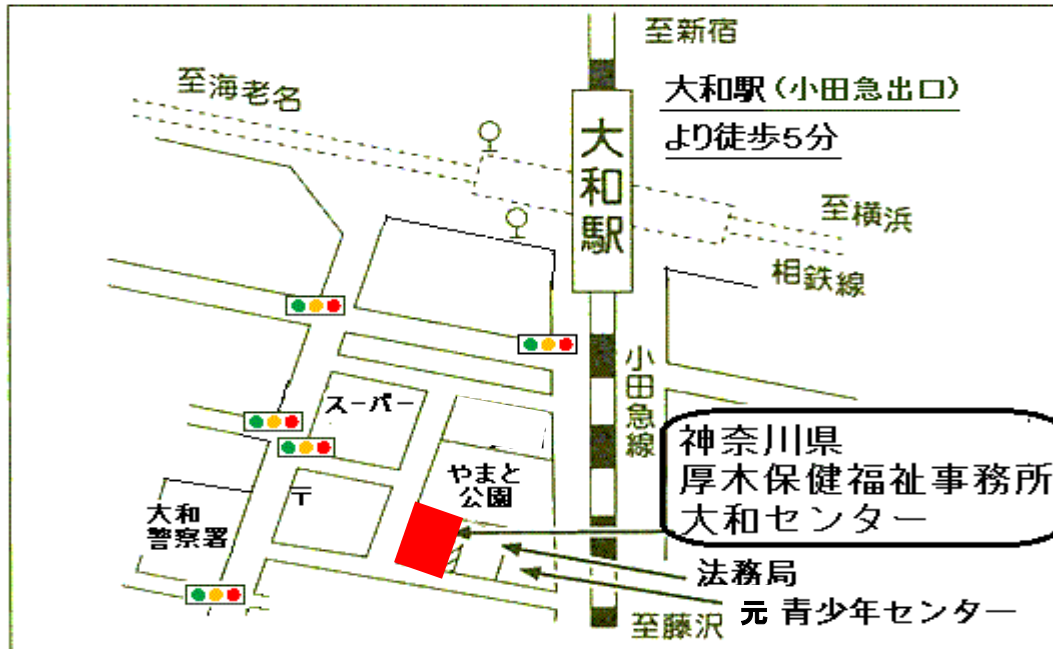 至新宿
至海老名
大和駅(小田急出口)
より徒歩5分
大和駅
至横浜
相鉄線
小田急線
スーパー
神奈川県
厚木保健福祉事務所
大和センター
やまと
公園
〒
大和
警察署
法務局
元 青少年センター
至藤沢